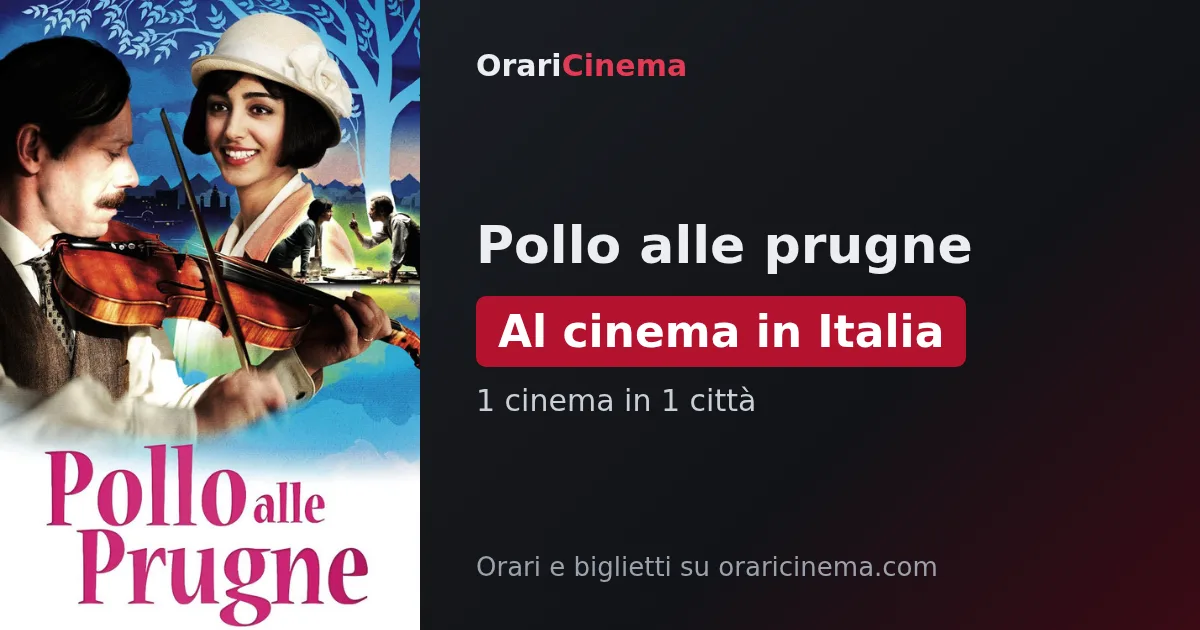 Pollo alle
Prugne
OrariCinema
Pollo alle prugne
Al cinema in Italia
1 cinema in 1 città
Orari e biglietti su oraricinema.com